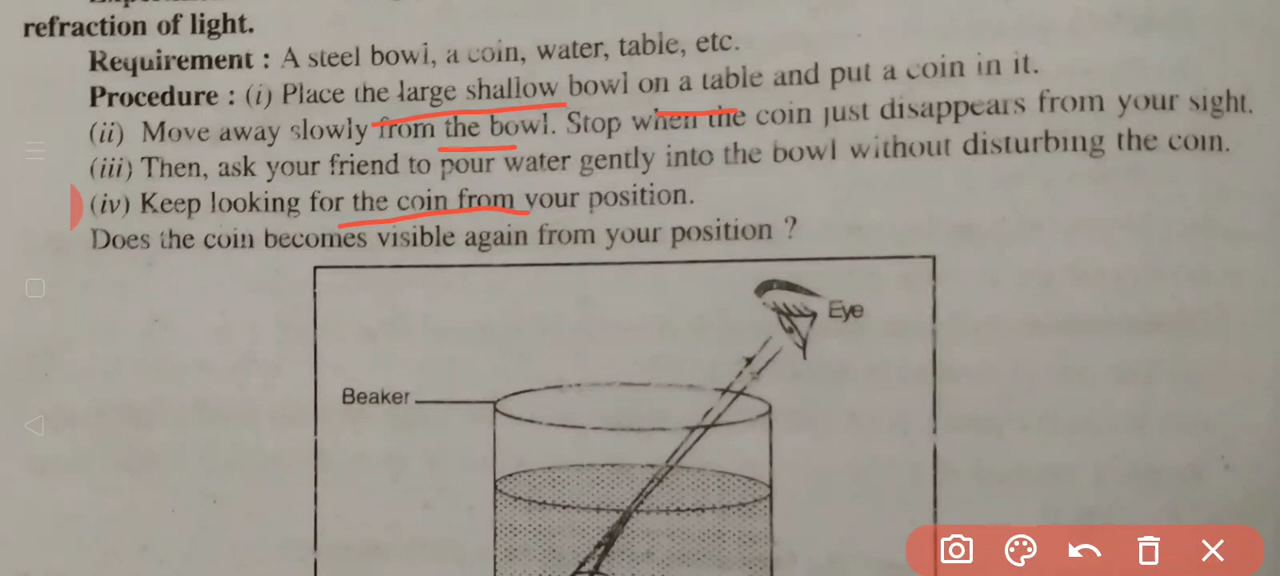 refraction of light.
Requirement : A steel bowl, a coin, water, table, etc.
Procedure : (i) Place the large shallow bowl on a table and put a coin in it.
(ii) Move away slowly from the bowl. Stop when the coin just disappears from your sight.
(iii) Then, ask your friend to pour water gently into the bowl without disturbing the coin.
(iv) Keep looking for the coin from your position.
Does the coin becomes visible again from your position ?
Eye
Beaker